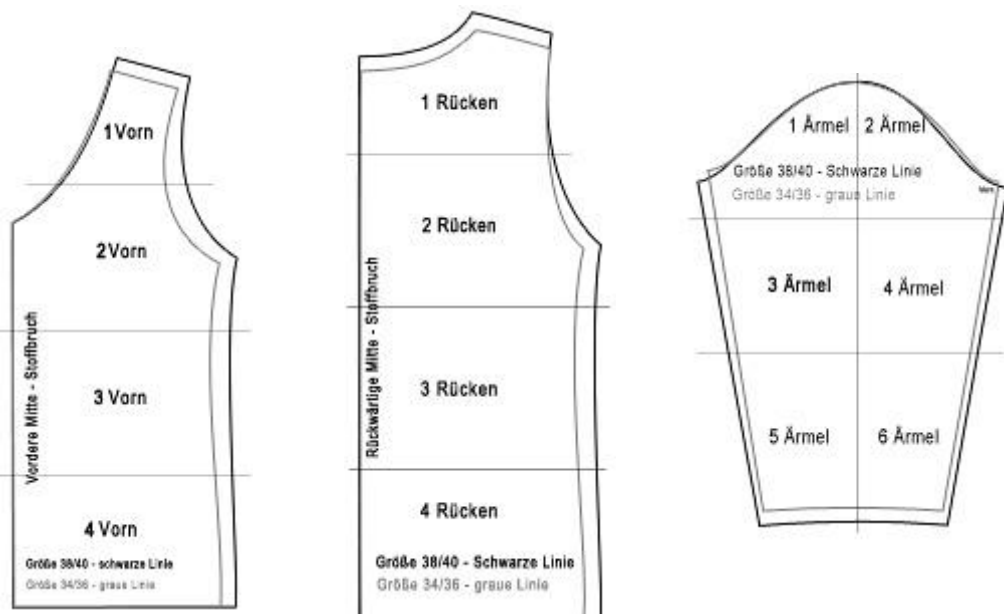 1 Vorn
2 Vorn
Vordere Mitte - Stoffbruch
3 Vorn
4 Vorn
Größe 38/40 - schwarze Linie
Größe 34/36 - graue Linie
1 Rücken
2 Rücken
Rückwärtige Mitte - Stoffbruch
3 Rücken
4 Rücken
Größe 38/40 - Schwarze Linie
Größe 34/36 - graue Linie
1 Ärmel 2 Ärmel
Größe 38/40 - Schwarze Linie
Größe 34/36 - graue Linie
3 Ärmel 4 Ärmel
5 Ärmel 6 Ärmel